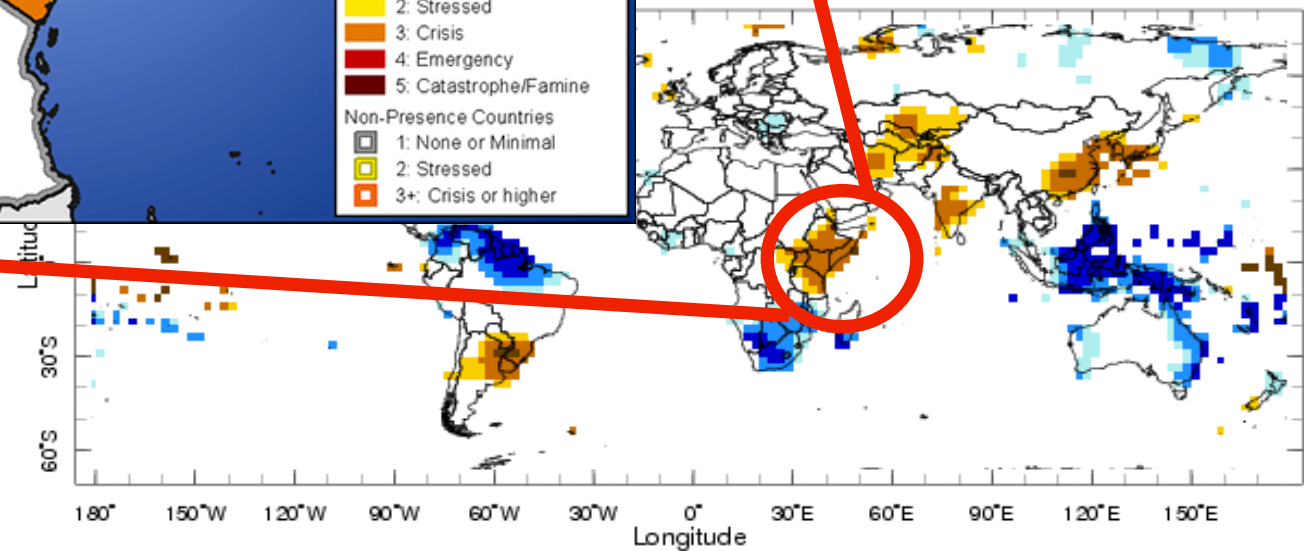 2: Stressed
3: Crisis
4: Emergency
5: Catastrophe/Famine
Non-Presence Countries
1: None or Minimal
2: Stressed
3+: Crisis or higher
30°S
60°S
180° 150°W 120°W 90°W 60°W 30°W 0° 30°E 60°E 90°E 120°E 150°E
Longitude